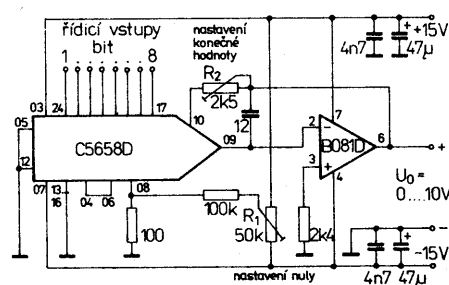 řídicí vstupy
bit
1 . . . . . . 8
nastavení
konečné
hodnoty
R2
2k5
4n7
47µ
+
+15V
03
24
17
10
12
7
05
C5658D
09
2
−
B081D
6
+
3
+
4
U0 =
0....10V
12
07
13
16
04
06
08
100k
R1
50k
100
2k4
−
nastavení nuly
4n7
47µ
+
−15V